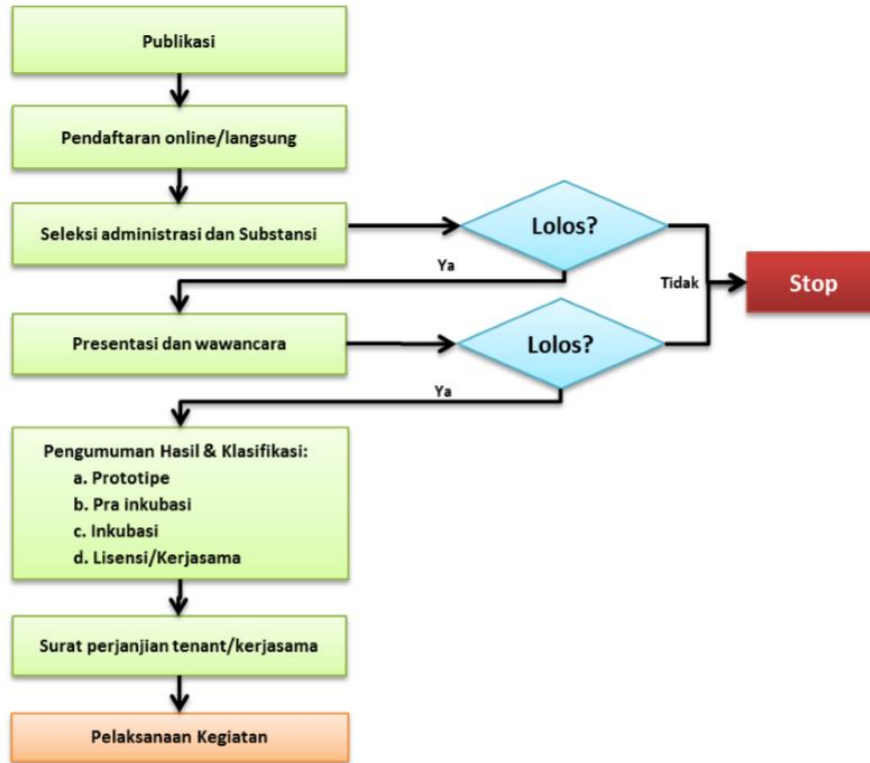 Publikasi
Pendaftaran online/langsung
Seleksi administrasi dan Substansi
Lolos?
Ya
Tidak
Stop
Presentasi dan wawancara
Lolos?
Ya
Pengumuman Hasil & Klasifikasi:
a. Prototipe
b. Pra inkubasi
c. Inkubasi
d. Lisensi/Kerjasama
Surat perjanjian tenant/kerjasama
Pelaksanaan Kegiatan